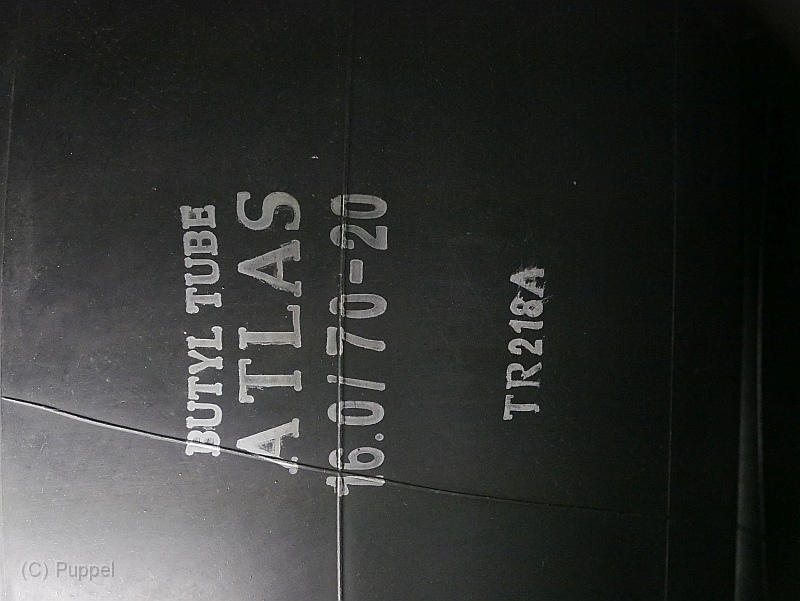 BUTYL TUBE
ATLAS
16.0/70-20
TR218A
(C) Puppel